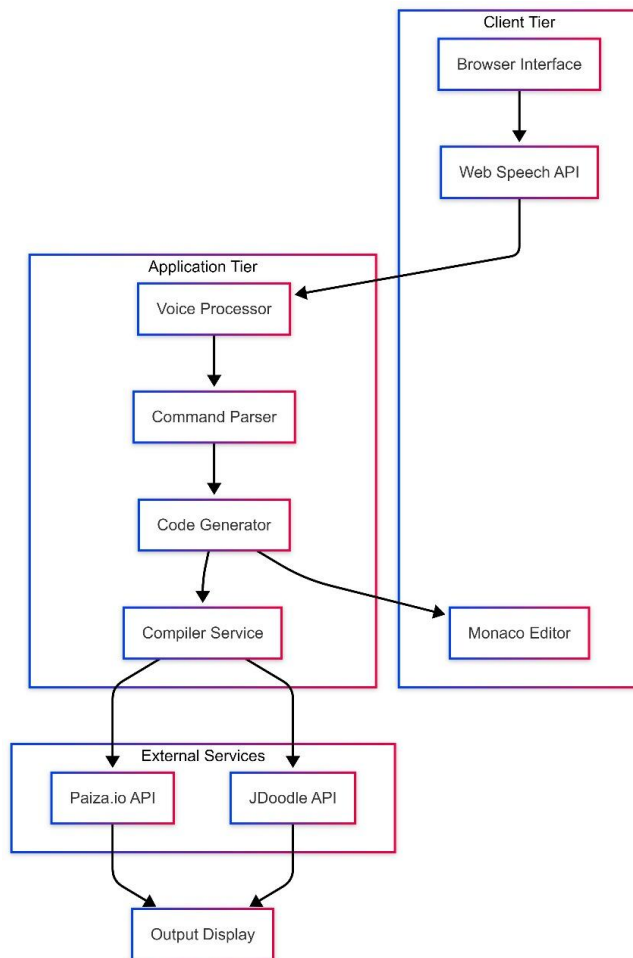 Client Tier
Browser Interface
Web Speech API
Application Tier
Voice Processor
Command Parser
Code Generator
Compiler Service
Monaco Editor
External Services
Paiza.io API
JDoodle API
Output Display